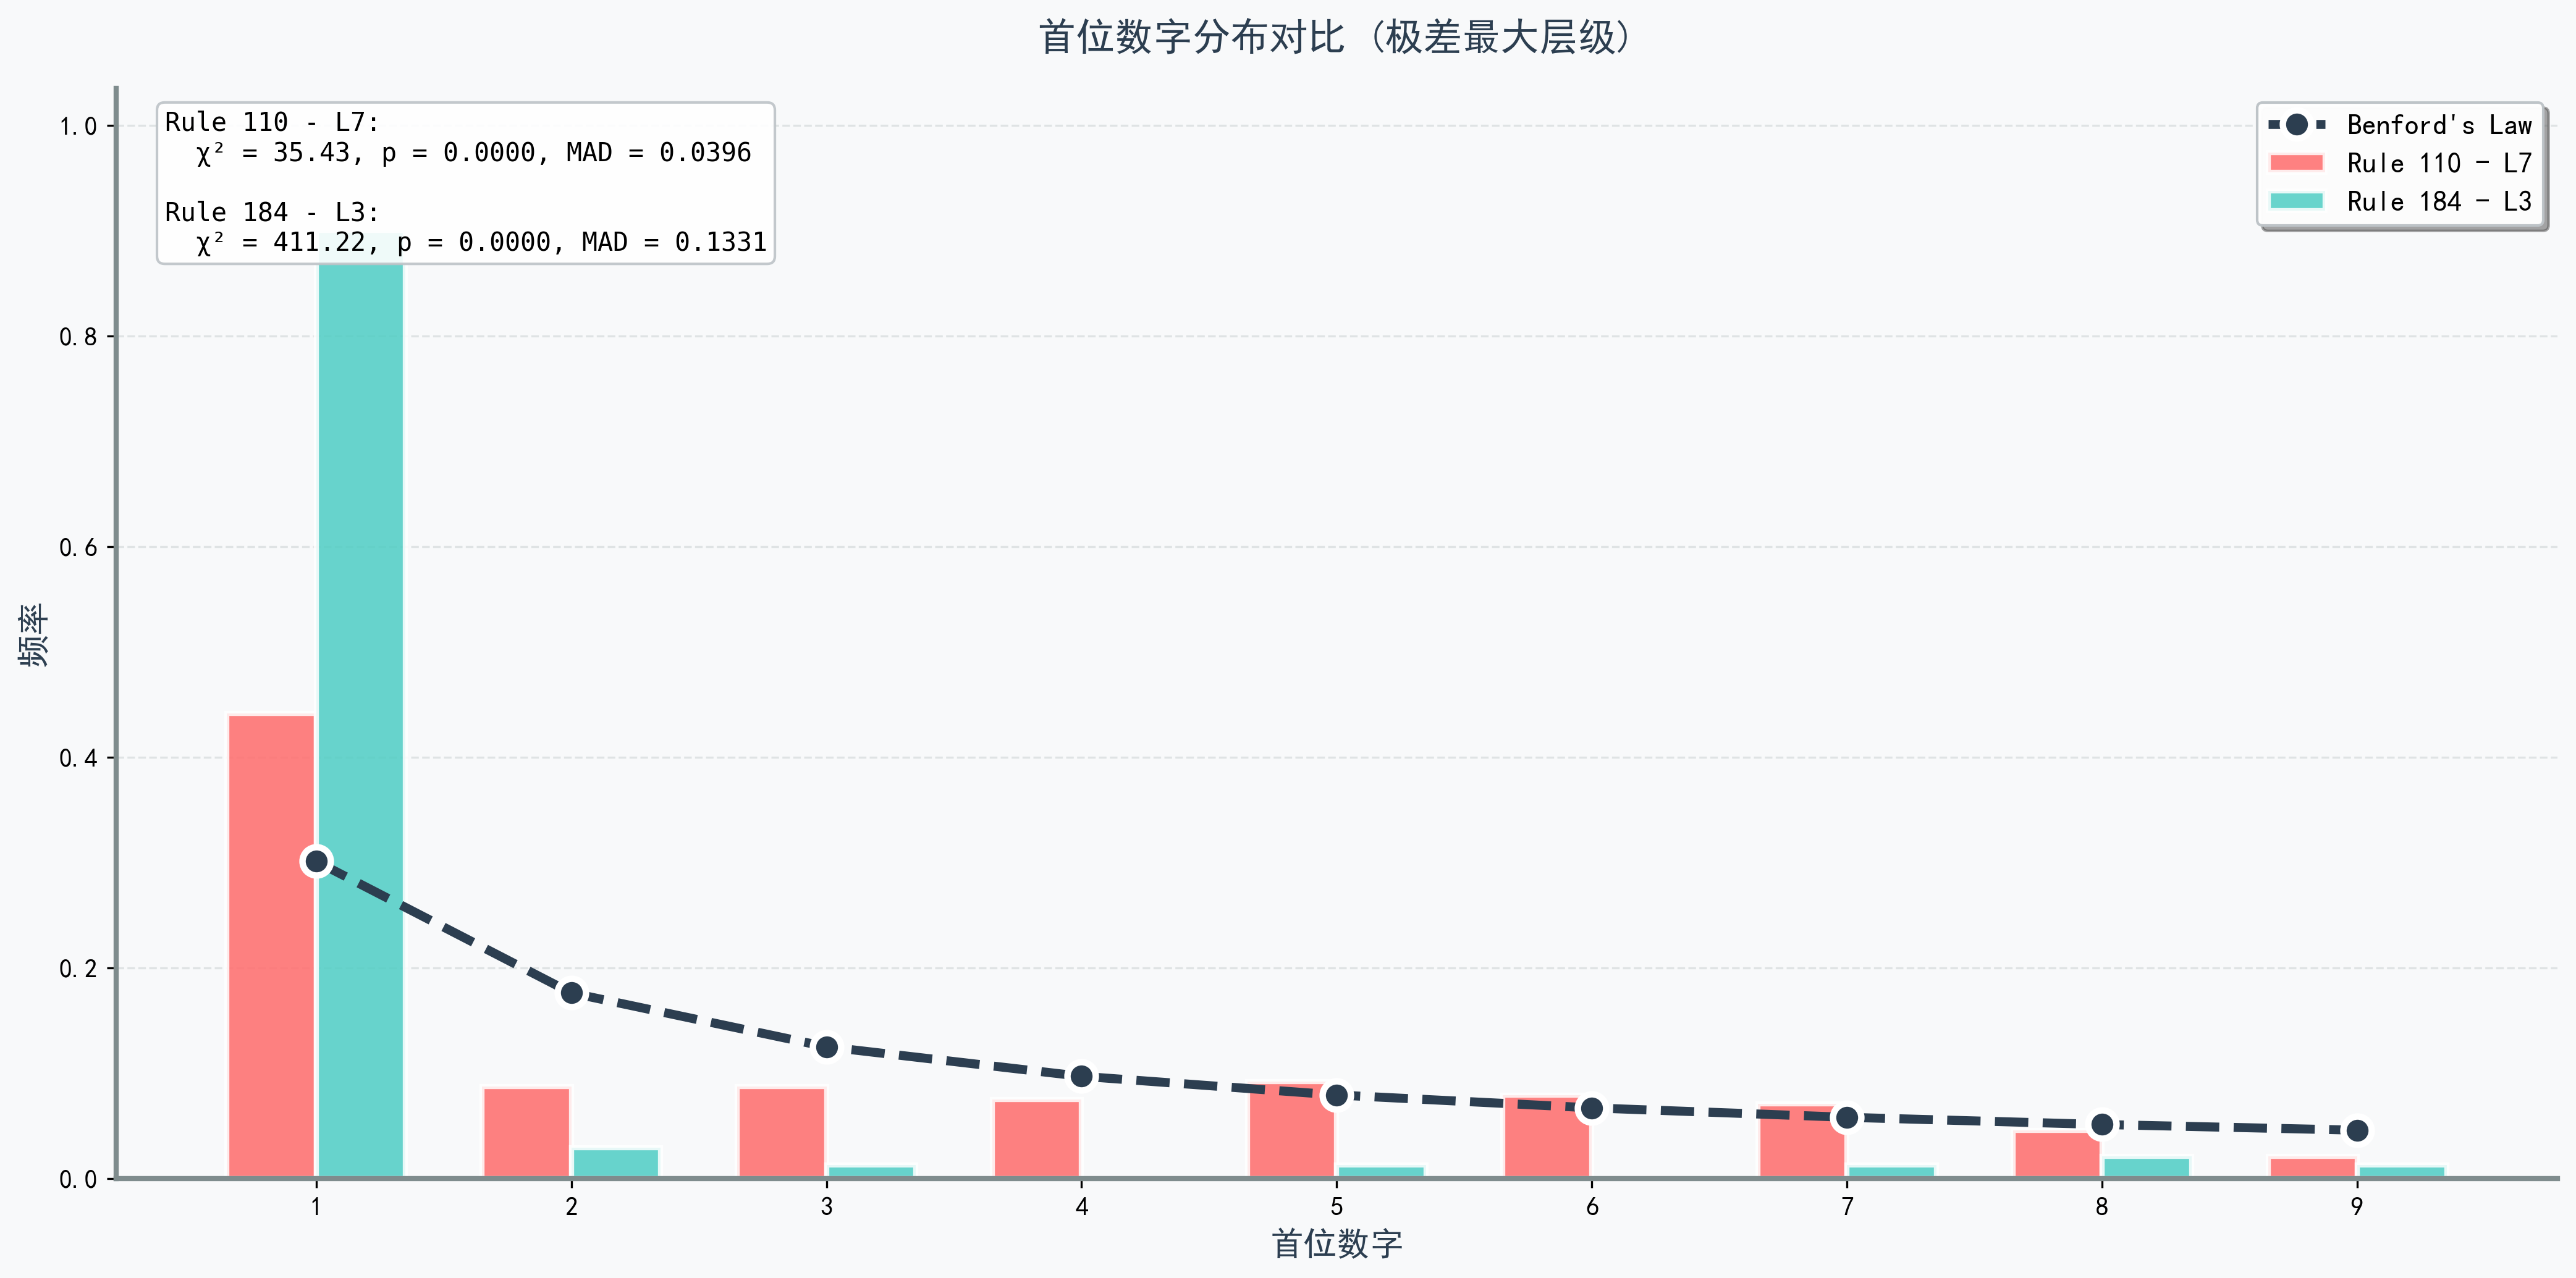 首位数字分布对比 (极差最大层级)
Rule 110 - L7:
χ² = 35.43, p = 0.0000, MAD = 0.0396
Rule 184 - L3:
χ² = 411.22, p = 0.0000, MAD = 0.1331
Benford's Law
Rule 110 - L7
Rule 184 - L3
频率
1.0
0.8
0.6
0.4
0.2
0.0
1 2 3 4 5 6 7 8 9
首位数字